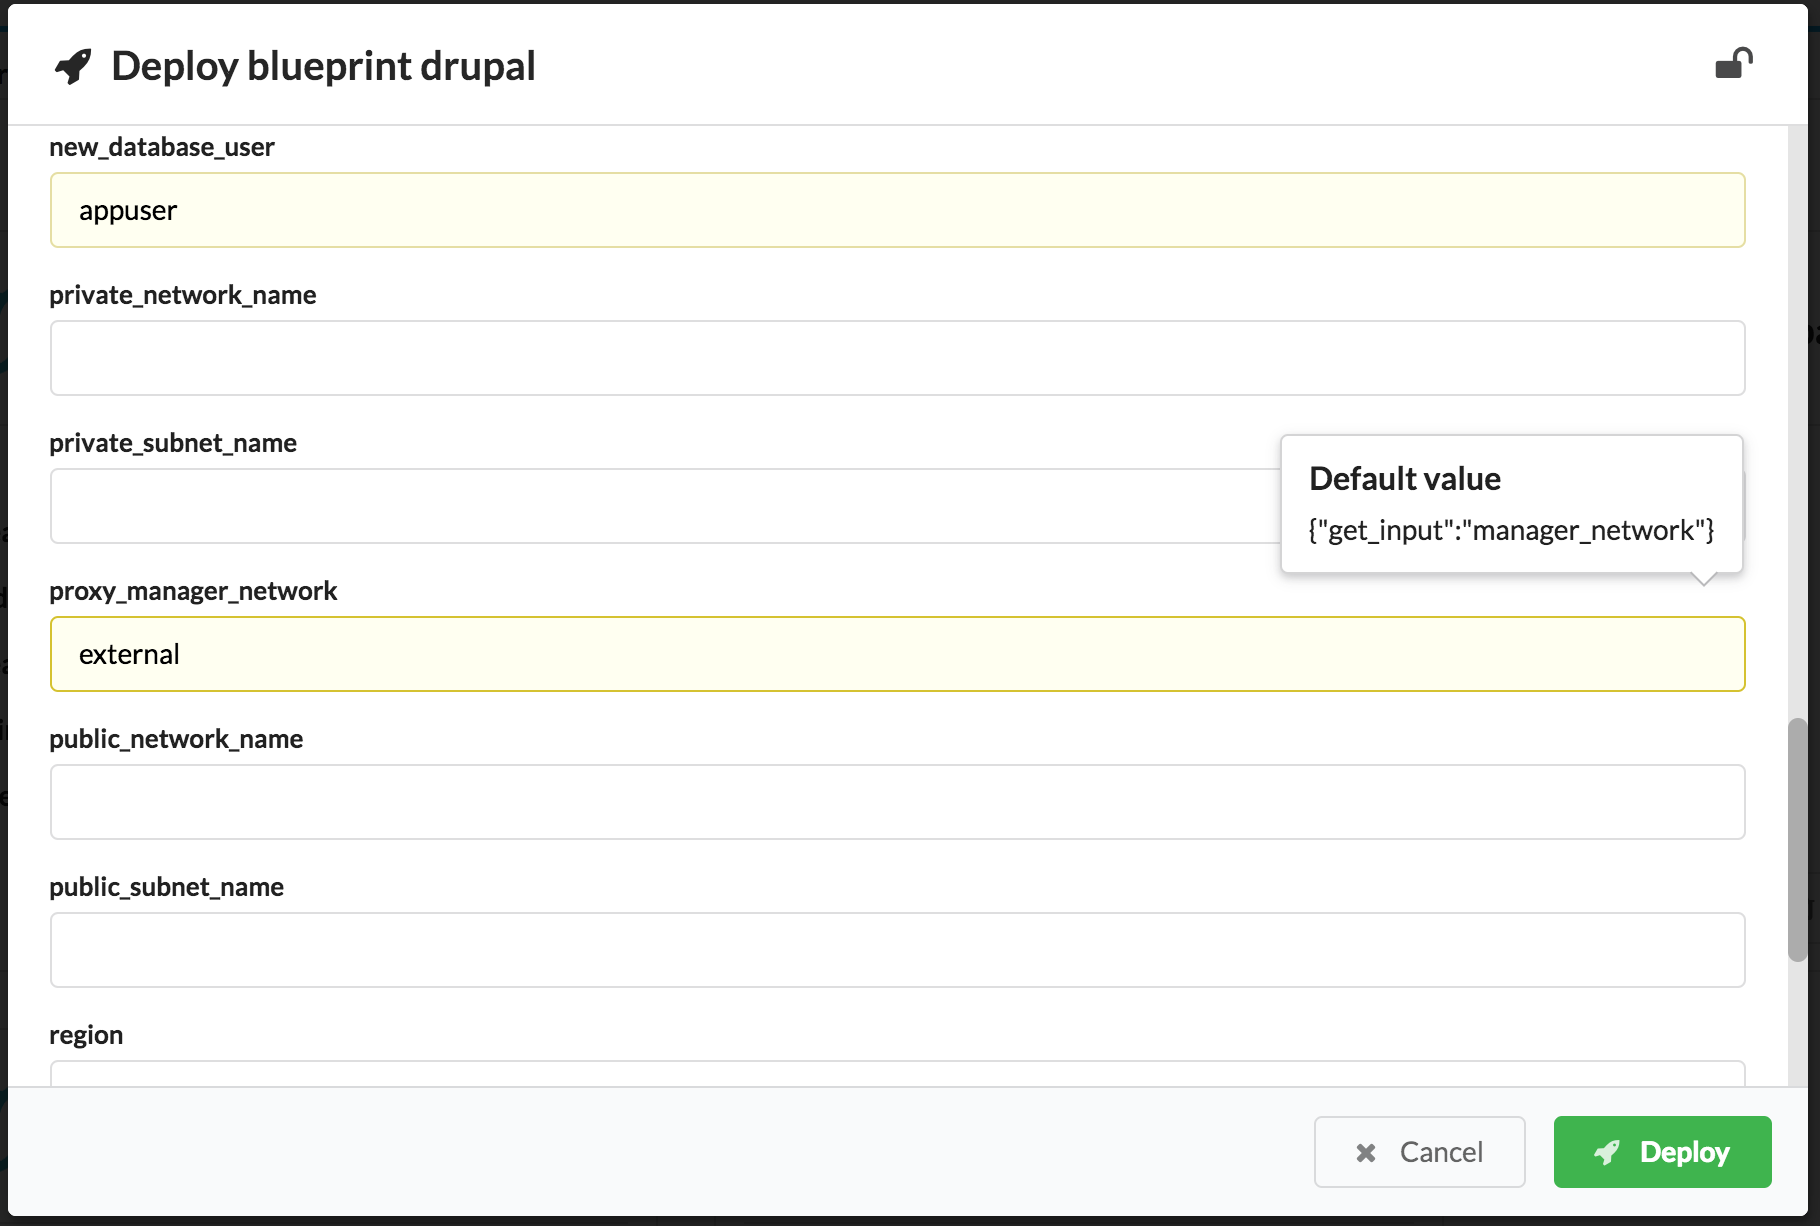 Deploy blueprint drupal
new_database_user
appuser
private_network_name
private_subnet_name
Default value
{"get_input":"manager_network"}
proxy_manager_network
external
public_network_name
public_subnet_name
region
Cancel
Deploy